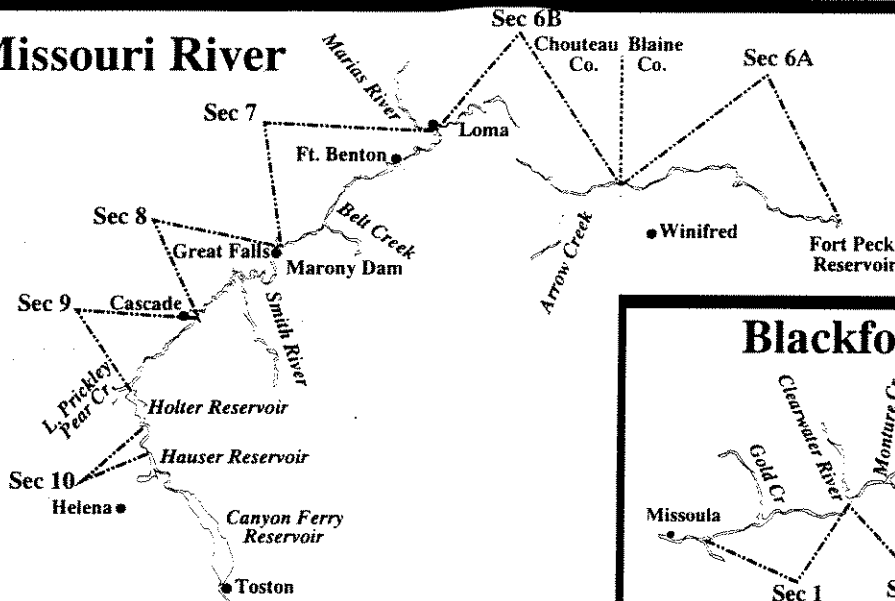 Missouri River
Sec 6B
Chouteau
Co.
Blaine
Co.
Sec 6A
Marias River
Sec 7
Loma
Ft. Benton
Belt Creek
Sec 8
Great Falls
Marony Dam
Arrow Creek
Winifred
Fort Peck
Reservoir
Sec 9
Cascade
Smith River
L. Prickley
Pear Cr
Holter Reservoir
Hauser Reservoir
Sec 10
Helena
Canyon Ferry
Reservoir
Toston
Blackfo
Clearwater River
Monture C
Gold Cr
Missoula
Sec 1
S